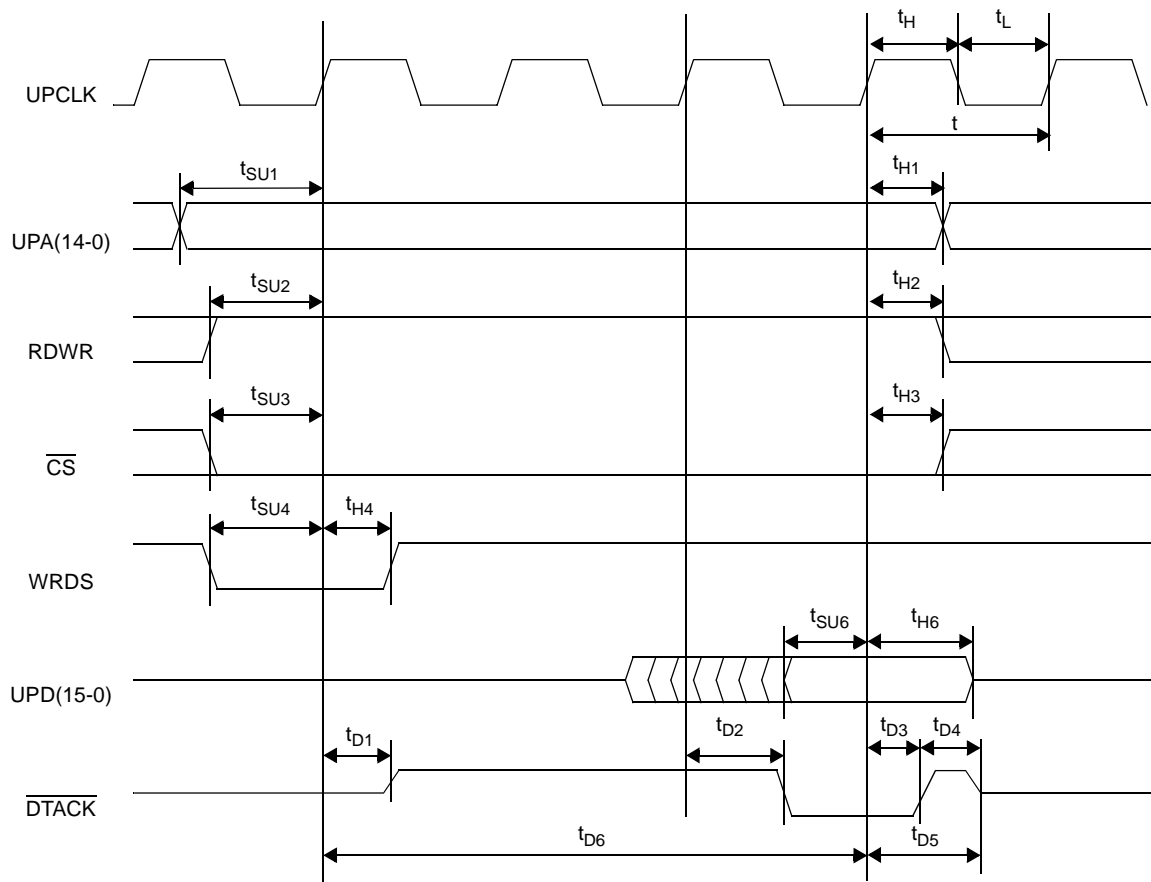 tH tL
UPCLK
t
tSU1 tH1
UPA(14-0)
tSU2 tH2
RDWR
tSU3 tH3
CS
tSU4 tH4
WRDS
tSU6 tH6
UPD(15-0)
tD1 tD2 tD3 tD4
DTACK
tD6 tD5